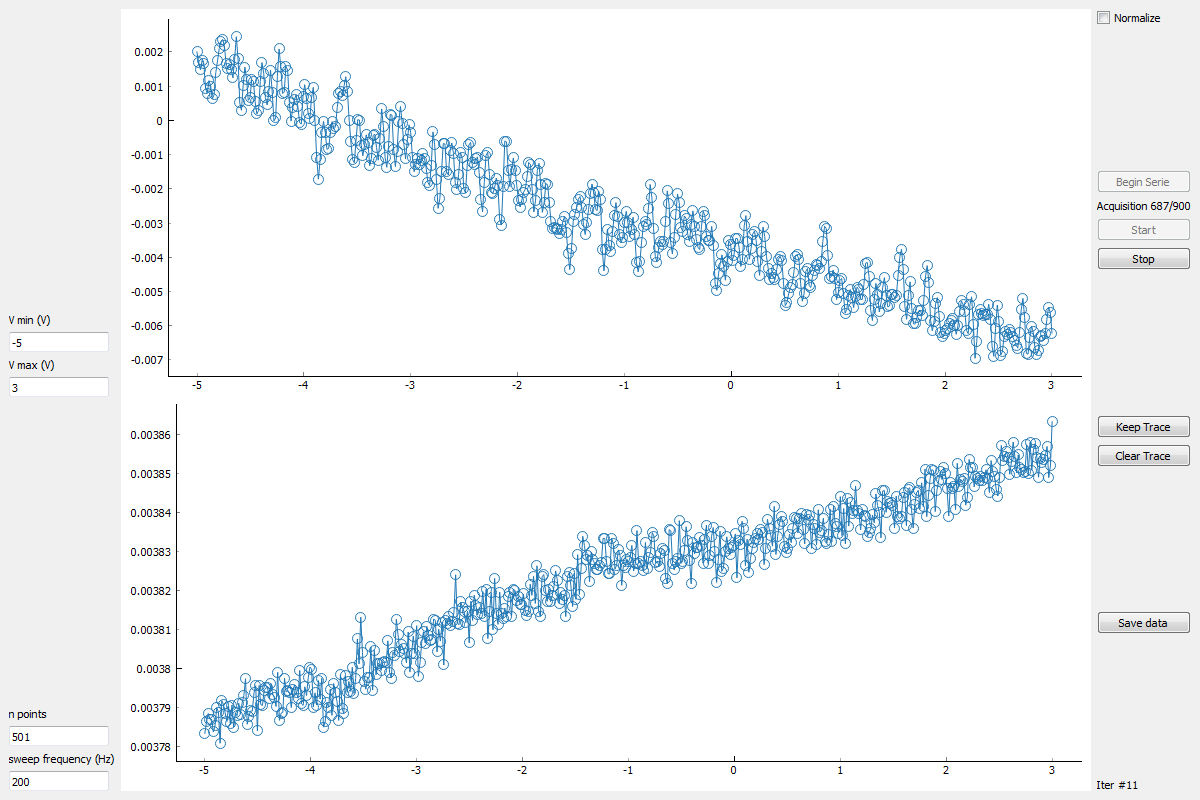 Normalize
0.002
0.001
0
-0.001
-0.002
-0.003
-0.004
-0.005
-0.006
-0.007
-5 -4 -3 -2 -1 0 1 2 3
Begin Serie
Acquisition 687/900
Start
Stop
V min (V)
-5
V max (V)
3
0.00386
0.00385
0.00384
0.00383
0.00382
0.00381
0.0038
0.00379
0.00378
-5 -4 -3 -2 -1 0 1 2 3
Keep Trace
Clear Trace
Save data
n points
501
sweep frequency (Hz)
200
Iter #11